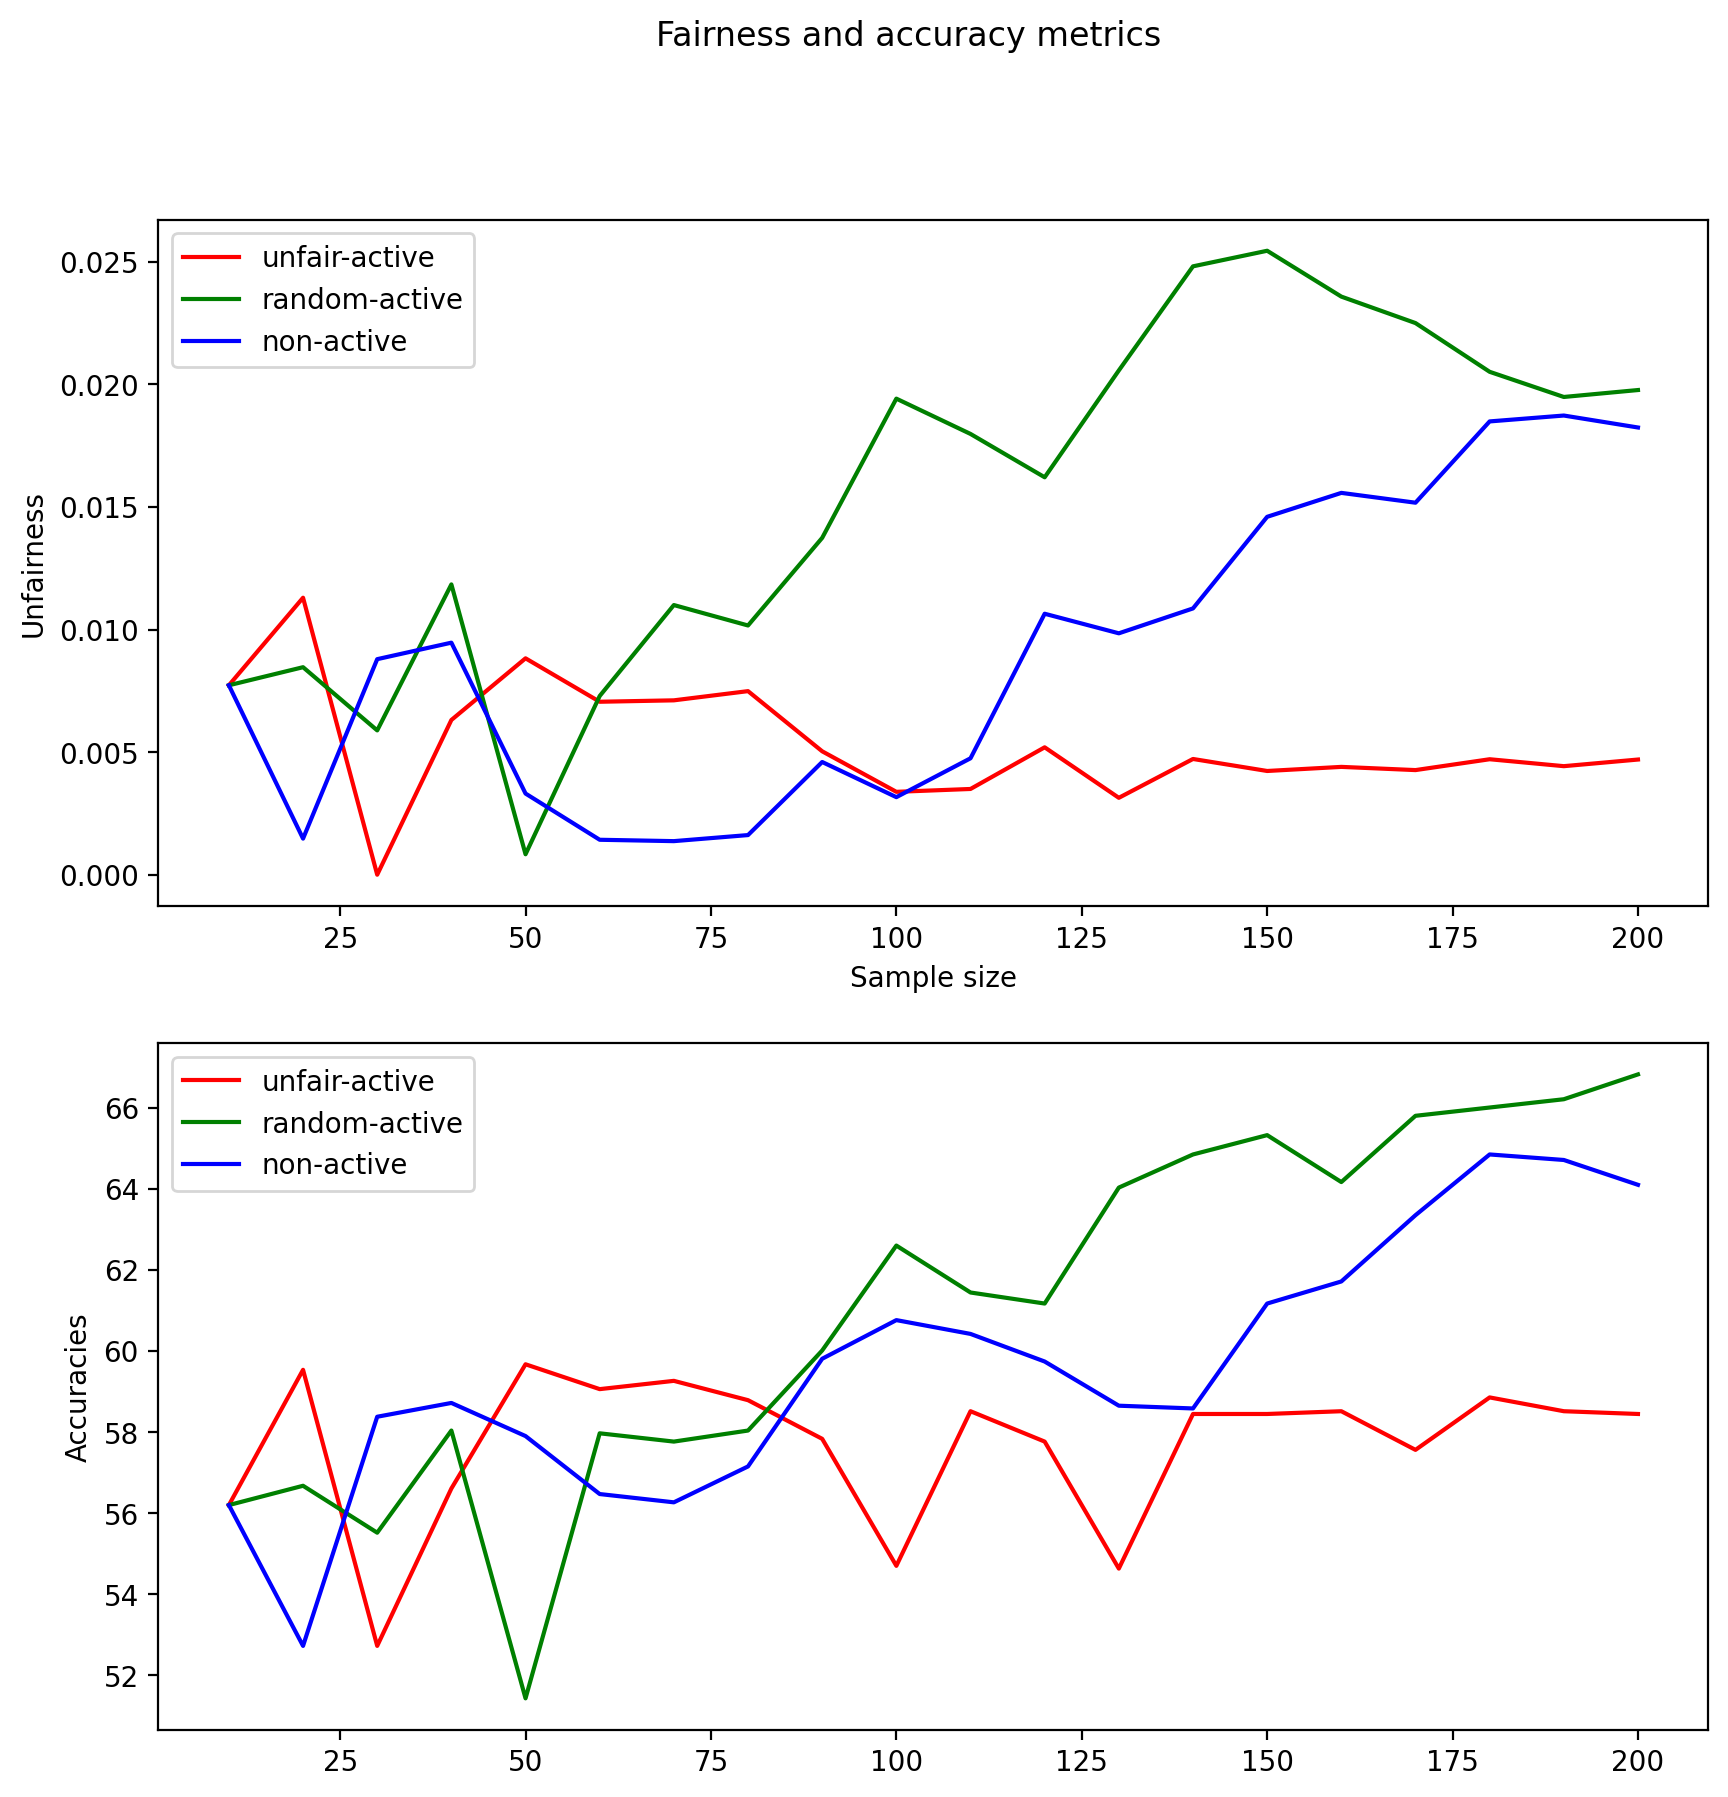 Fairness and accuracy metrics
unfair-active
random-active
non-active
0.025
0.020
0.015
0.010
0.005
0.000
Unfairness
25 50 75 100 125 150 175 200
Sample size
unfair-active
random-active
non-active
66
64
62
60
58
56
54
52
Accuracies
25 50 75 100 125 150 175 200